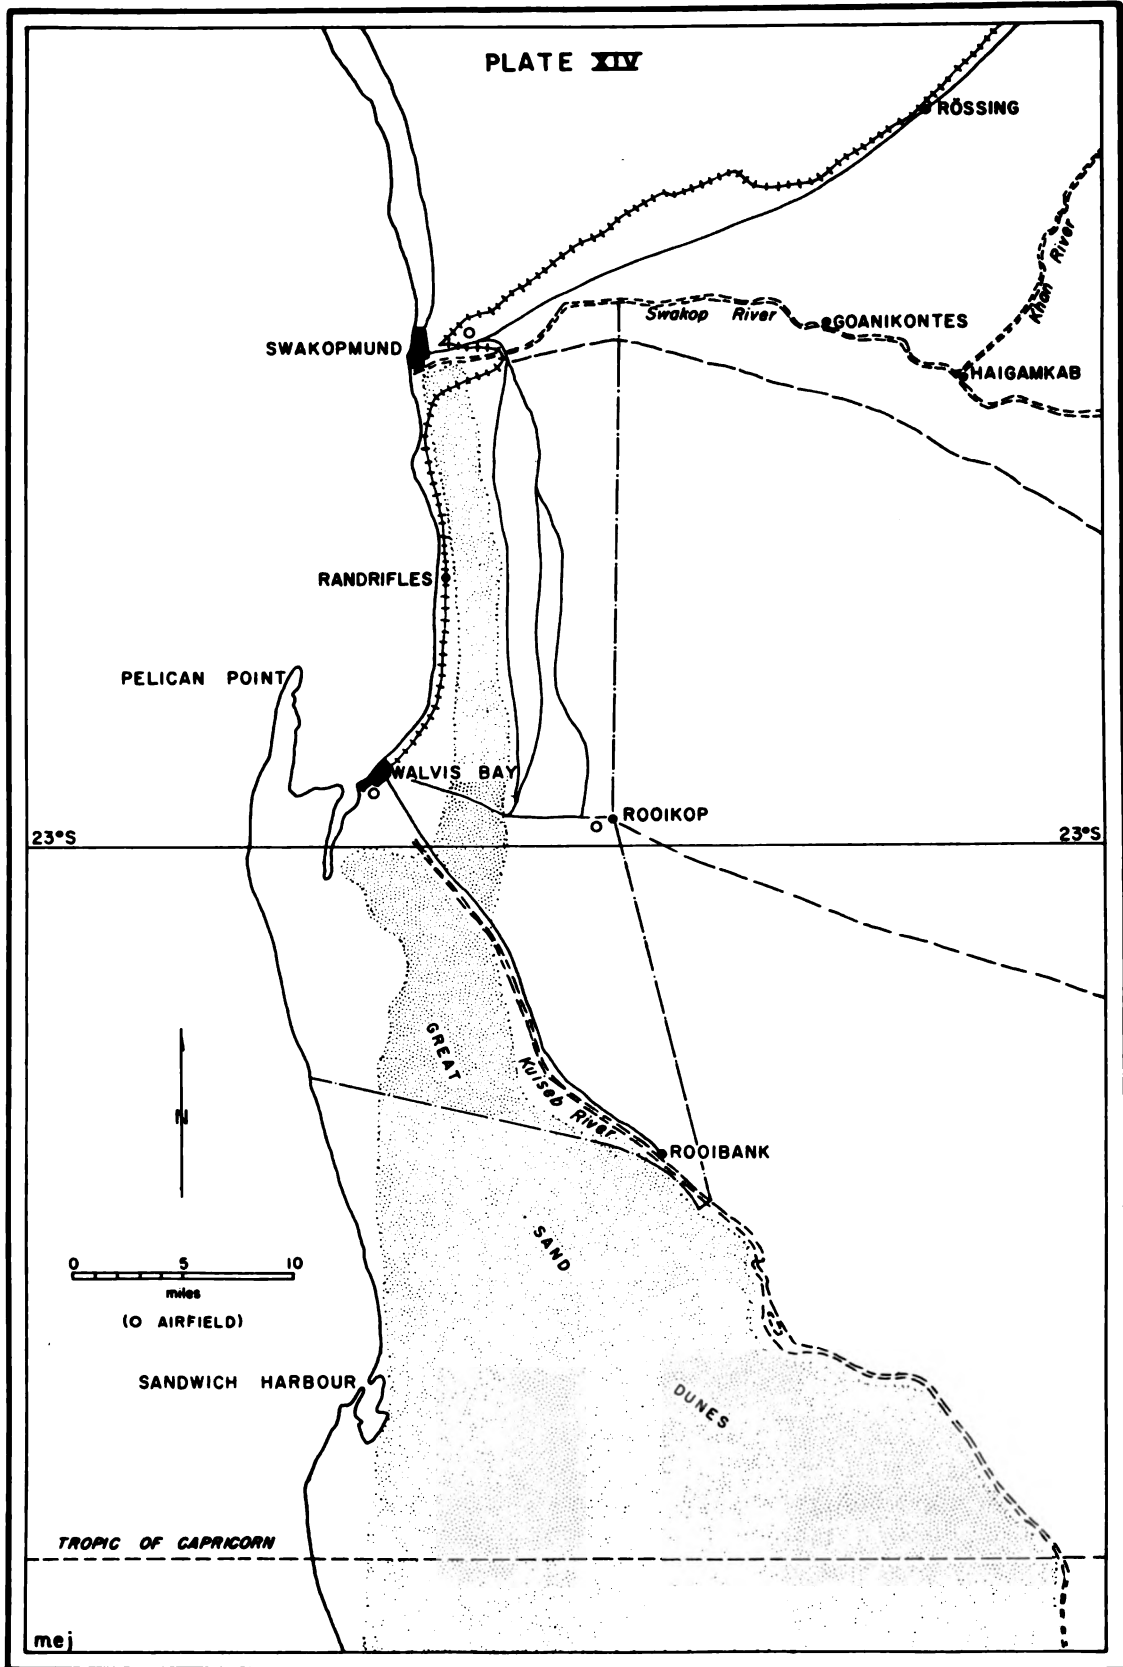 PLATE XIV
RÖSSING
Khan River
Swakop River
GOANIKONTES
SWAKOPMUND
HAIGAMKAB
RANDRIFLES
PELICAN POINT
WALVIS BAY
ROOIKOP
23°S
23°S
GREAT
Kuiseb River
N
ROOIBANK
SAND
0 5 10
miles
(O AIRFIELD)
SANDWICH HARBOUR
DUNES
TROPIC OF CAPRICORN
mej